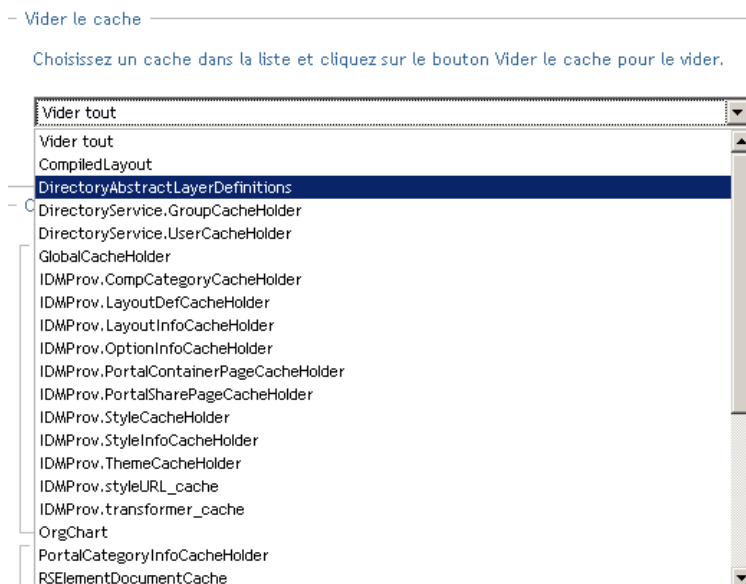 Vider le cache
Choisissez un cache dans la liste et cliquez sur le bouton Vider le cache pour le vider.
Vider tout
Vider tout
CompiledLayout
DirectoryAbstractLayerDefinitions
DirectoryService.GroupCacheHolder
DirectoryService.UserCacheHolder
GlobalCacheHolder
IDMProv.CompCategoryCacheHolder
IDMProv.LayoutDefCacheHolder
IDMProv.LayoutInfoCacheHolder
IDMProv.OptionInfoCacheHolder
IDMProv.PortalContainerPageCacheHolder
IDMProv.PortalSharePageCacheHolder
IDMProv.StyleCacheHolder
IDMProv.StyleInfoCacheHolder
IDMProv.ThemeCacheHolder
IDMProv.styleURL_cache
IDMProv.transformer_cache
OrgChart
PortalCategoryInfoCacheHolder
RSElementDocumentCache